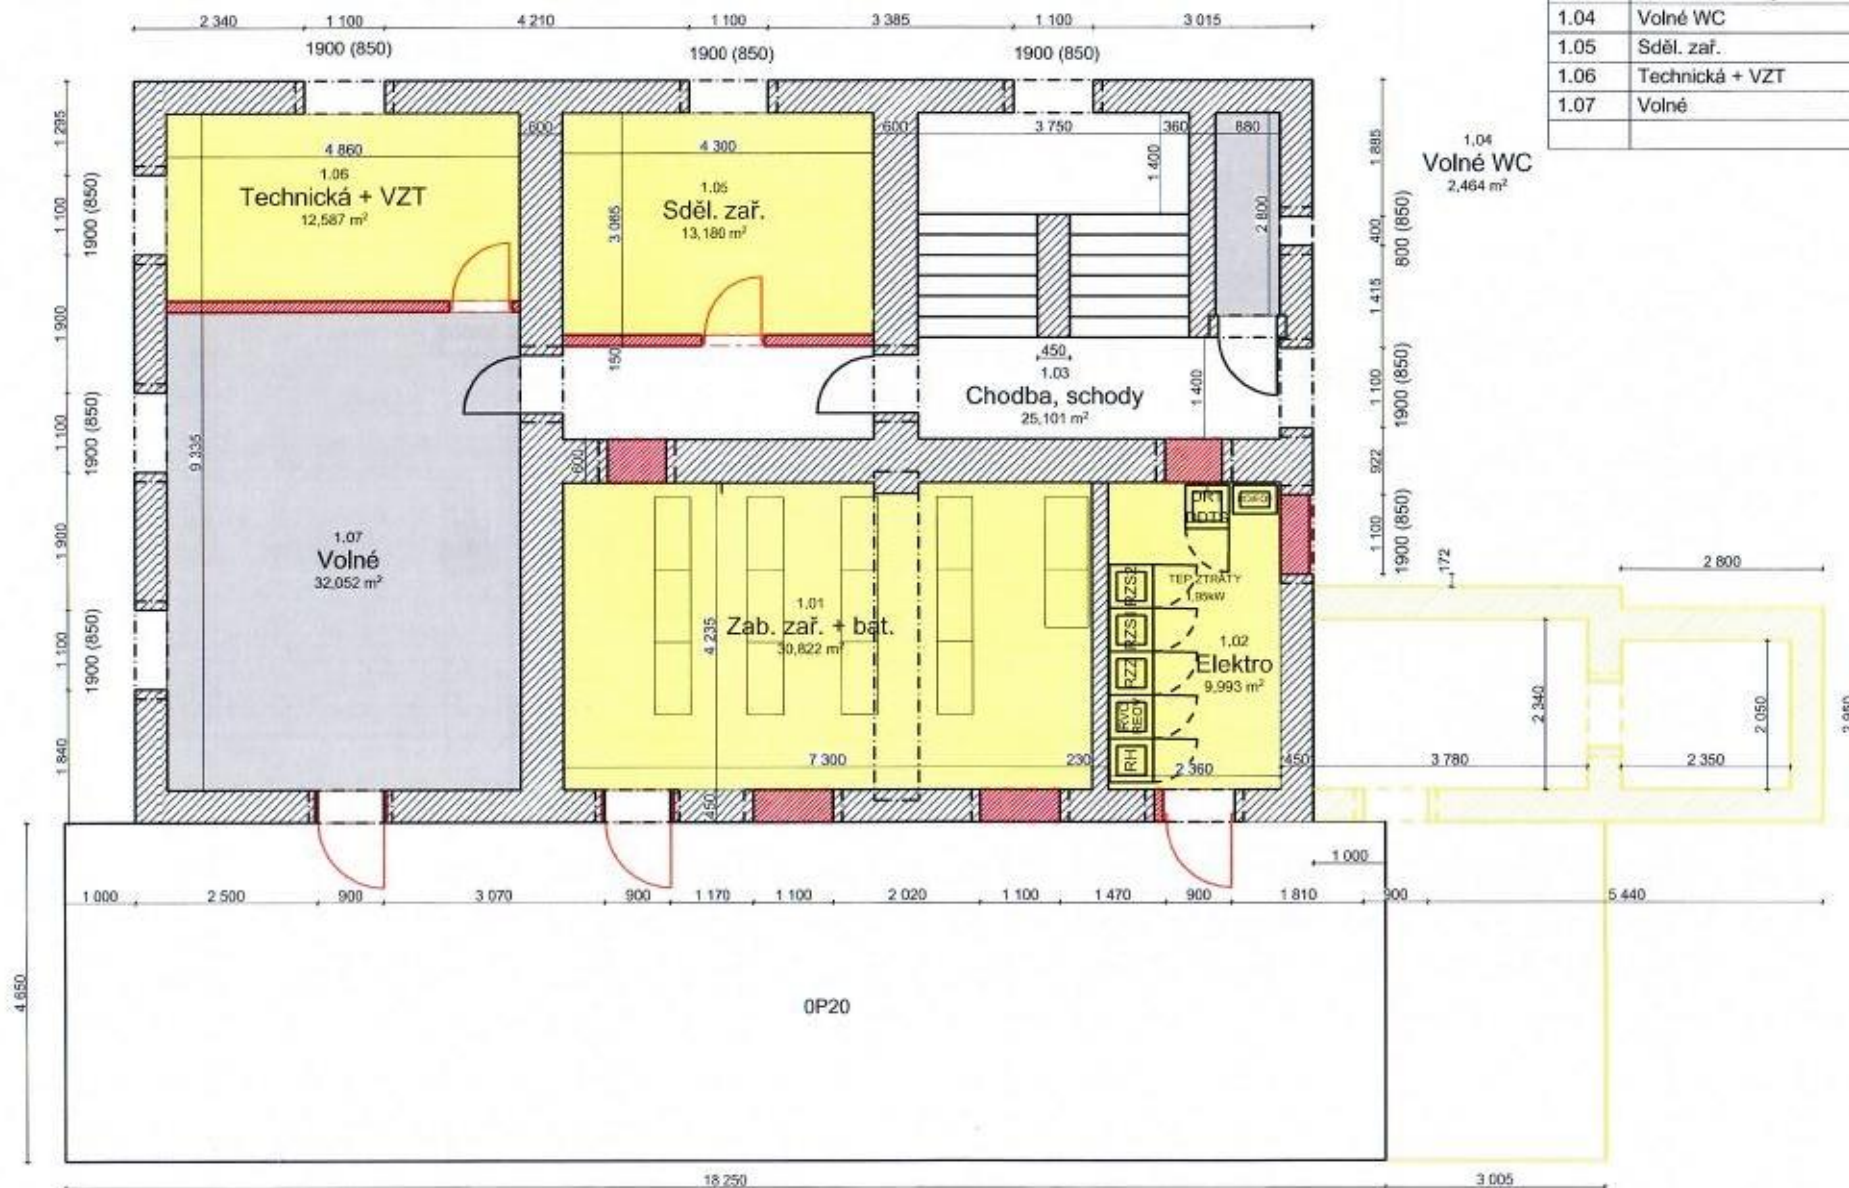 2 340 1 100 4 210 1 100 3 385 1 100 3 015
1900 (850) 1900 (850) 1900 (850)
1.04 Volné WC
1.05 Sděl. zař.
1.06 Technická + VZT
1.07 Volné
1 295
1 100
1900 (850)
1 900
1 100
1900 (850)
1 900
1 100
1900 (850)
1 840
4 860
1.06
Technická + VZT
12,587 m²
600
4 300
1.05
Sděl. zař.
13,180 m²
3 065
150
600
3 750
360
880
1 400
2 800
1 885
400
800 (850)
1 415
1 100
1900 (850)
922
1 100
1900 (850)
1.04
Volné WC
2,464 m²
450
1.03
Chodba, schody
25,101 m²
1 400
9 335
1.07
Volné
32,052 m²
600
1.01
Zab. zař. + bat.
30,822 m²
4 235
7 300
230
450
DDTS
TEP. ZTRÁTY
1,95kW
RZS2
RZS1
RZZ
RH
1.02
Elektro
9,993 m²
2 360
450
172
2 800
2 340
3 780
2 050
2 350
1 000
1 000 2 500 900 3 070 900 1 170 1 100 2 020 1 100 1 470 900 1 810 900 5 440
4 650
0P20
18 250 3 005